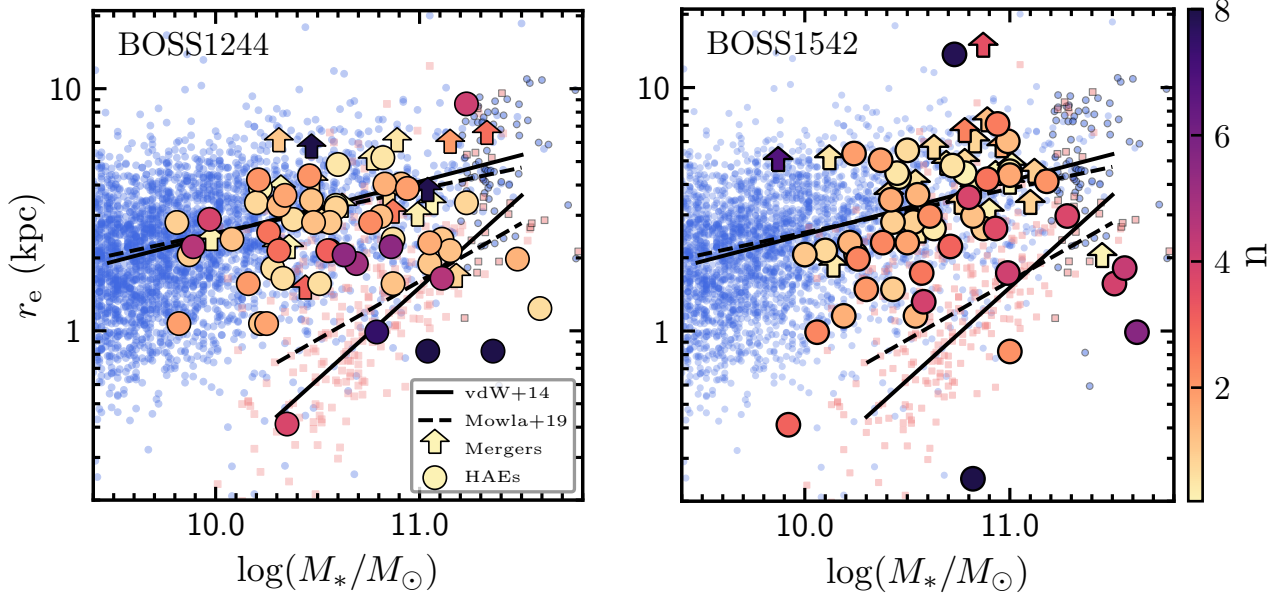 BOSS1244
BOSS1542
r_e (kpc)
10
1
vdW+14
Mowla+19
Mergers
HAEs
10.0
11.0
10.0
11.0
log(M_*/M_⊙)
log(M_*/M_⊙)
8
6
4
2
n